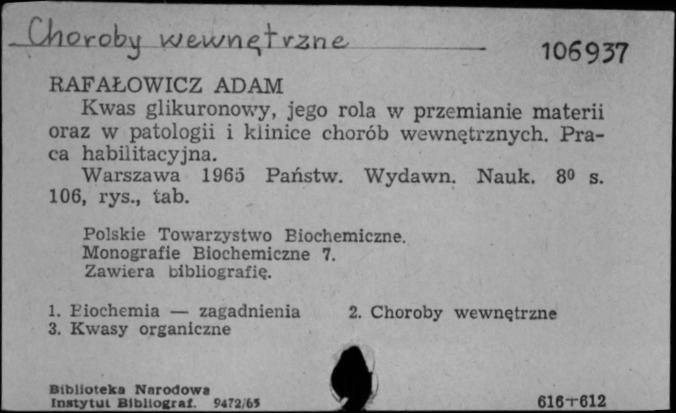 Choroby wewnętrzne
106937
RAFAŁOWICZ ADAM
Kwas glikuronowy, jego rola w przemianie materii
oraz w patologii i klinice chorób wewnętrznych. Pra-
ca habilitacyjna.
Warszawa 1965 Państw. Wydawn. Nauk. 8⁰ s.
106, rys., tab.
Polskie Towarzystwo Biochemiczne.
Monografie Biochemiczne 7.
Zawiera bibliografię.
1. Biochemia — zagadnienia 2. Choroby wewnętrzne
3. Kwasy organiczne
Biblioteka Narodowa
Instytut Bibliograf. 9472/65 616+612